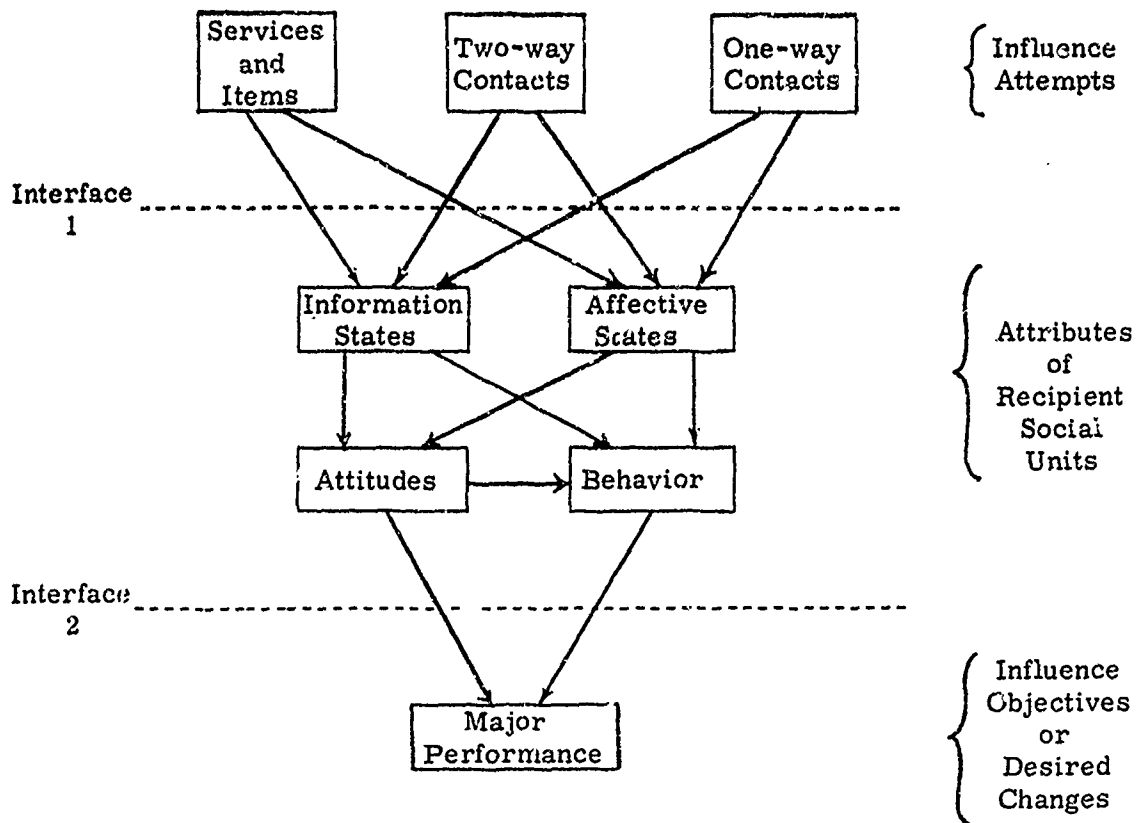 Services
and
Items
Two-way
Contacts
One-way
Contacts
Influence
Attempts
Interface
1
Information
States
Affective
States
Attributes
of
Recipient
Social
Units
Attitudes
Behavior
Interface
2
Major
Performance
Influence
Objectives
or
Desired
Changes